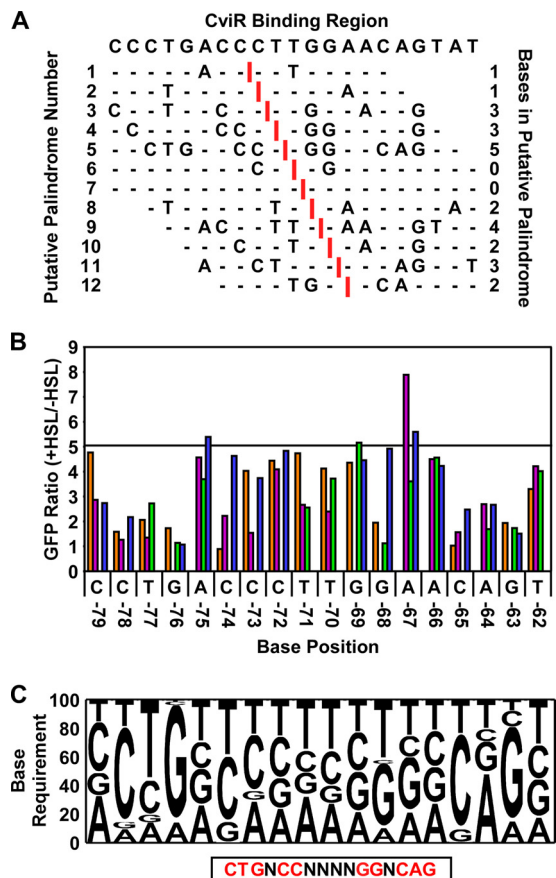 A
CviR Binding Region
C C C T G A C C C T T G G A A C A G T A T
Putative Palindrome Number
Bases in Putative Palindrome
1 - - - - - A - - | - - T - - - - - 1
2 - - - T - - - - - | - - - - A - - - 1
3 C - - T - - C - - | - - G - - A - - G 3
4 - C - - - - C C - | - G G - - - - G - 3
5 - - C T G - C C - - | - G G - - C A G - - 5
6 - - - - - - - - C - | - G - - - - - - - - 0
7 - - - - - - - - - - | - - - - - - - - - - 0
8 - T - - - - - T - | - A - - - - - A - 2
9 - - A C - - T T - | - A A - - G T - - 4
10 - - - C - - T - | - - A - - G - - - 2
11 A - C T - - - | - - - A G - - T 3
12 - - - - T G - | - C A - - - - 2
B
GFP Ratio (+HSL/-HSL)
9
8
7
6
5
4
3
2
1
0
C C T G A C C C T T G G A A C A G T
-79 -78 -77 -76 -75 -74 -73 -72 -71 -70 -69 -68 -67 -66 -65 -64 -63 -62
Base Position
C
Base Requirement
100
80
60
40
20
0
CTGNCCNNNNGGNCAG